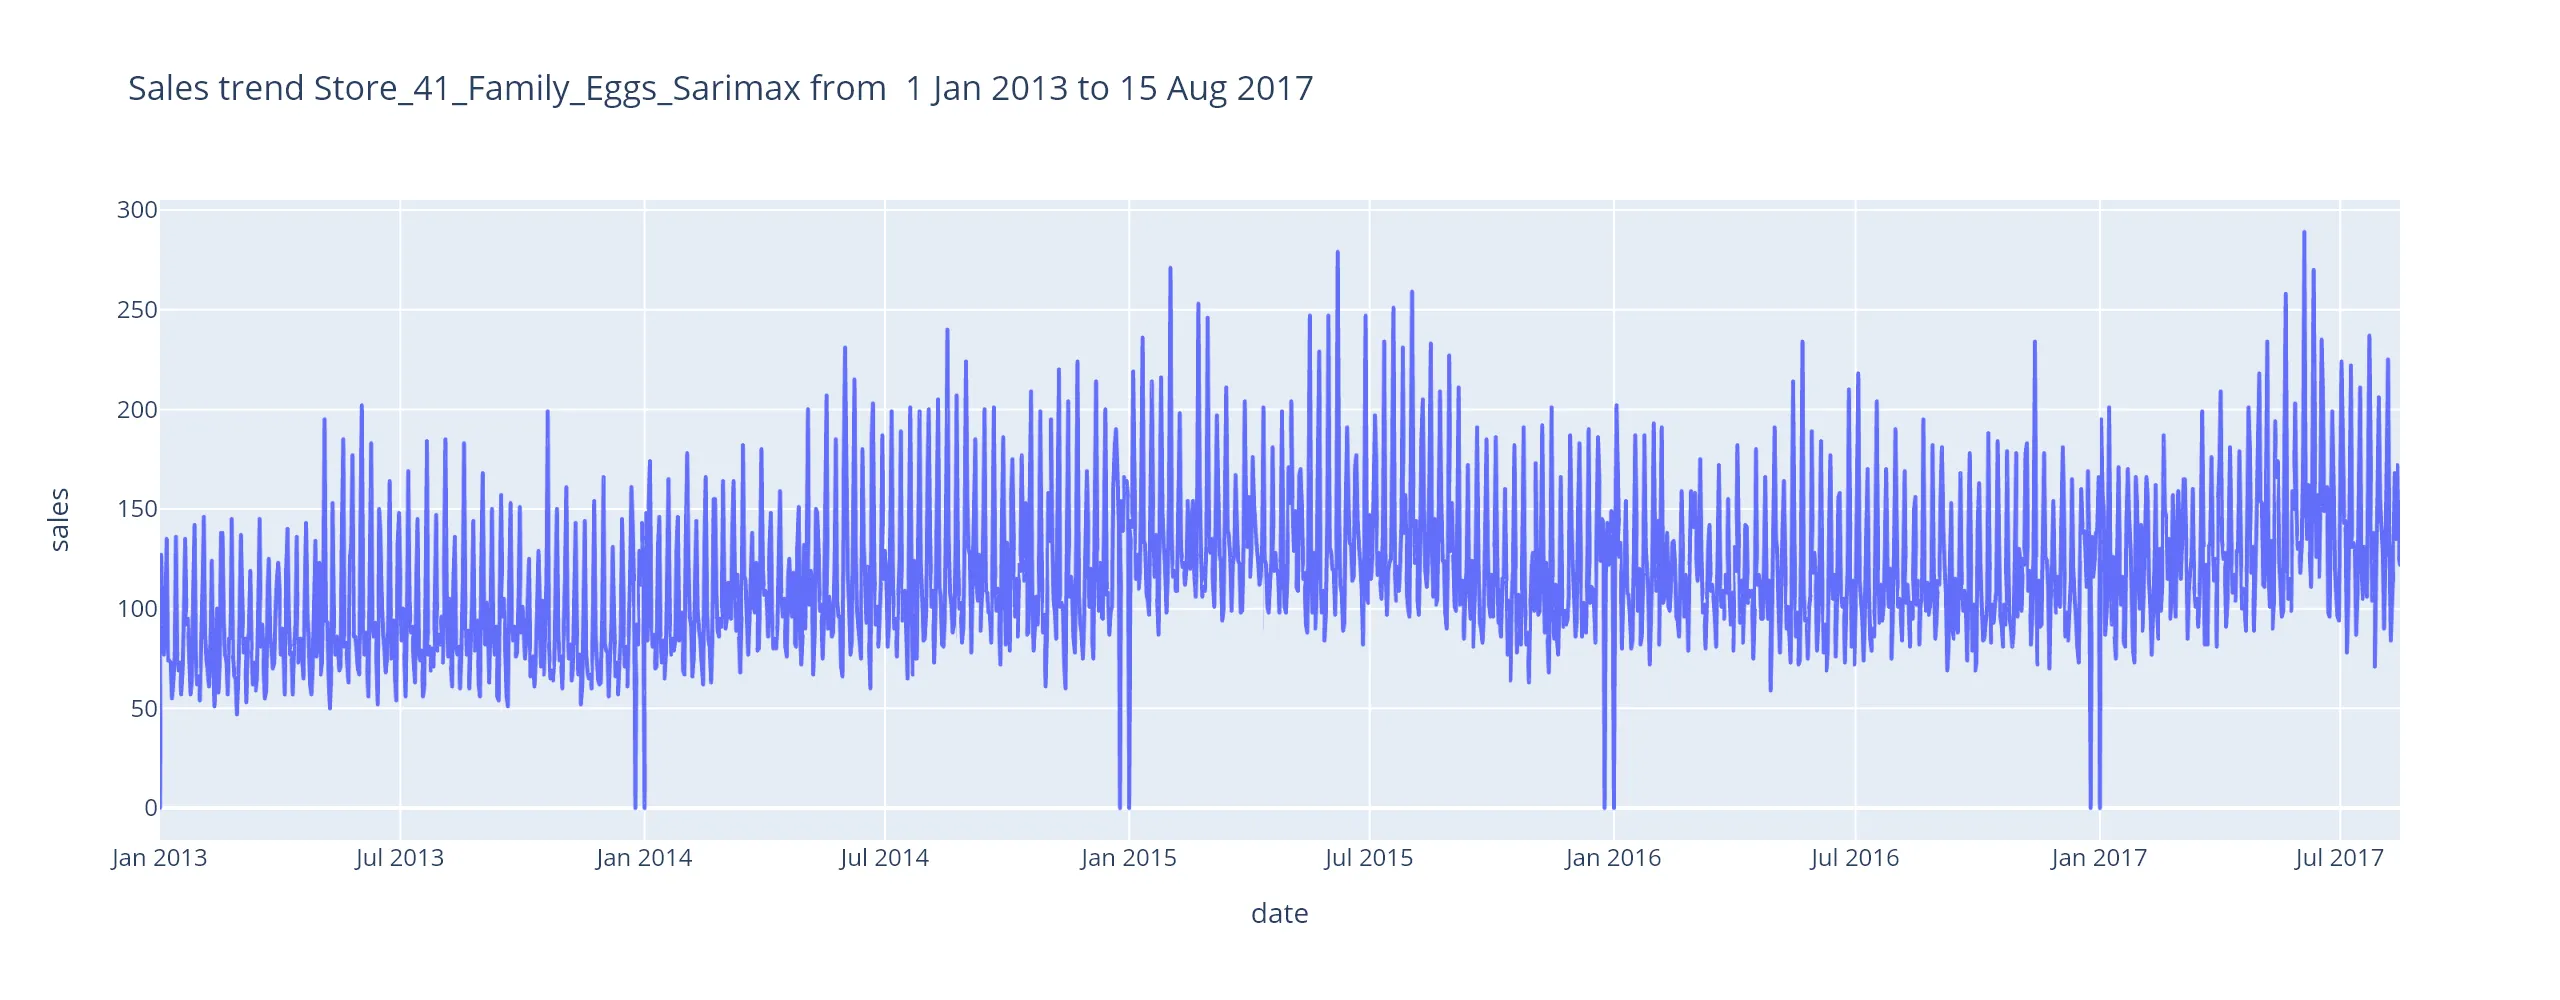 Sales trend Store_41_Family_Eggs_Sarimax from  1 Jan 2013 to 15 Aug 2017
300
250
200
150
100
50
0
sales
Jan 2013 Jul 2013 Jan 2014 Jul 2014 Jan 2015 Jul 2015 Jan 2016 Jul 2016 Jan 2017 Jul 2017
date